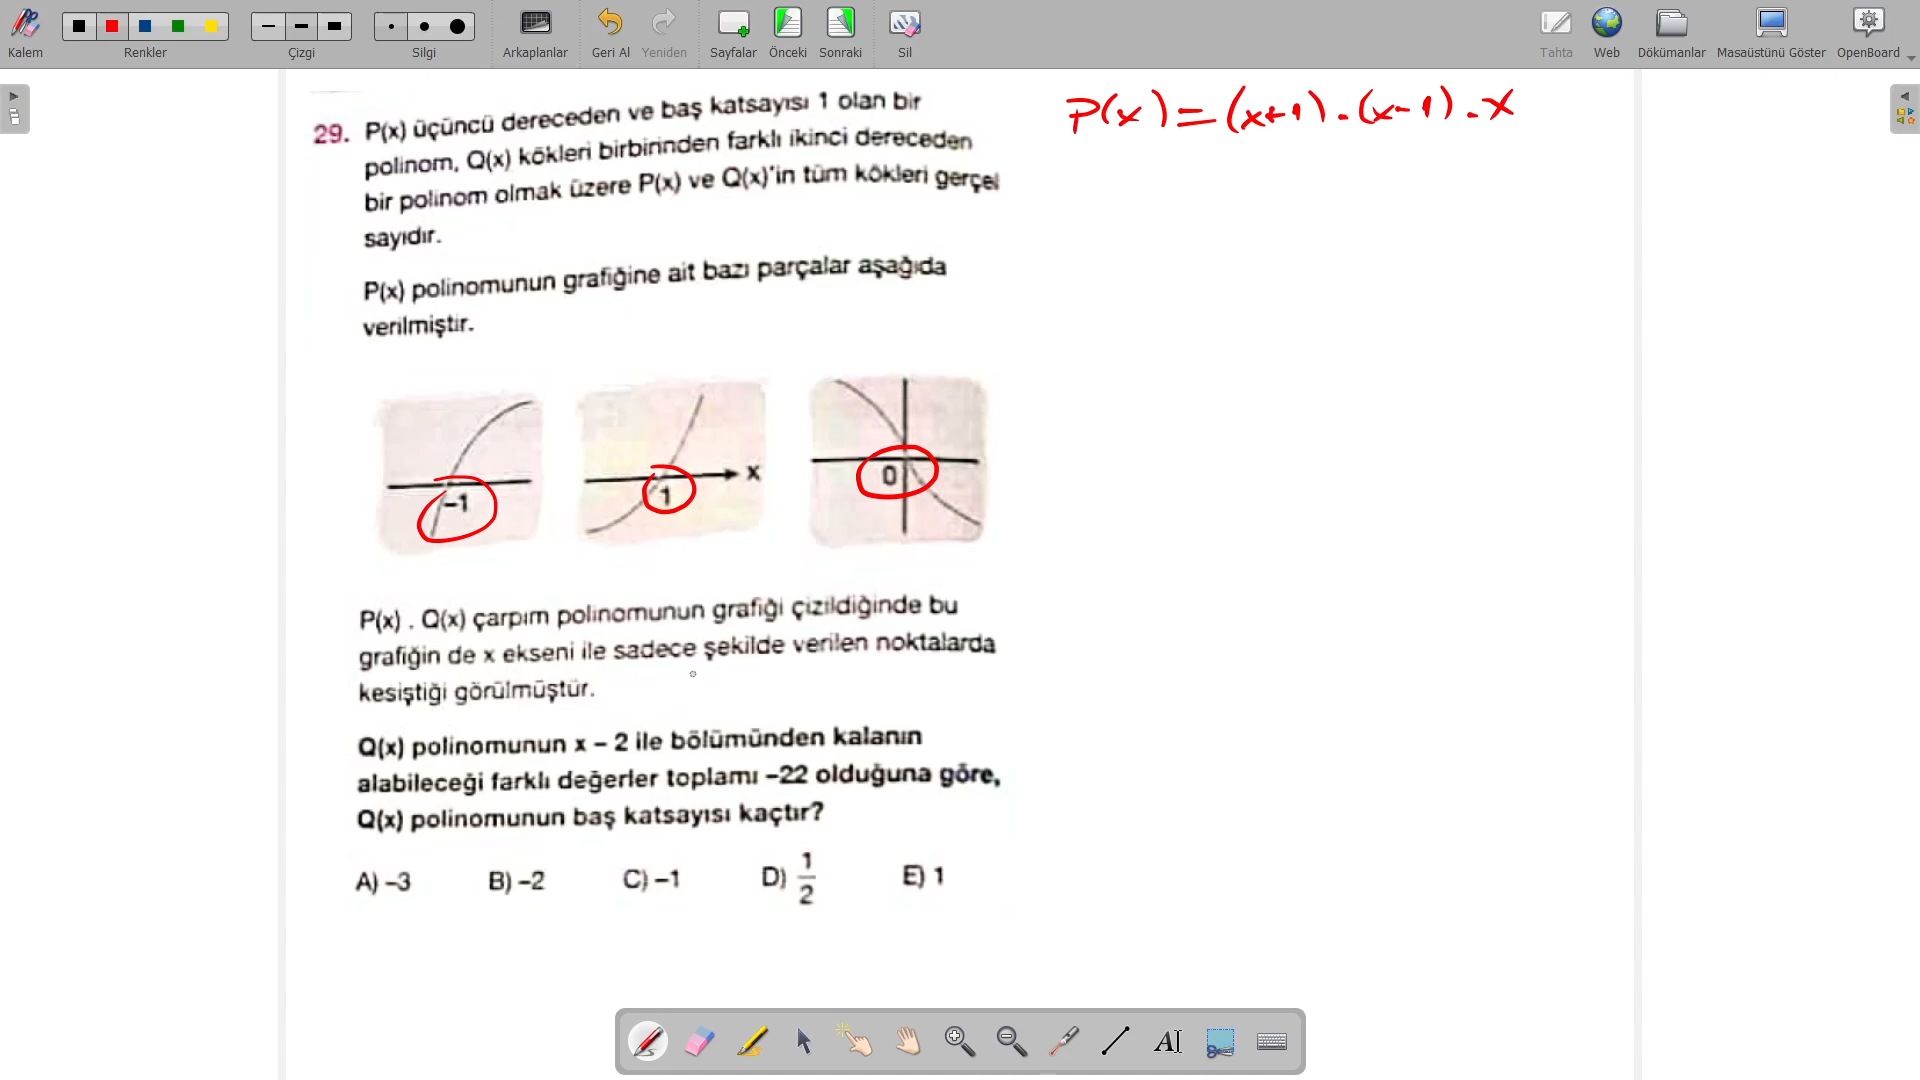 Kalem
Renkler
Çizgi
Silgi
Arkaplanlar
Geri Al
Yeniden
Sayfalar
Önceki
Sonraki
Sil
Tahta
Web
Dökümanlar
Masaüstünü Göster
OpenBoard
P(x) = (x+1) . (x-1) . x
29. P(x) üçüncü dereceden ve baş katsayısı 1 olan bir
polinom, Q(x) kökleri birbirinden farklı ikinci dereceden
bir polinom olmak üzere P(x) ve Q(x)'in tüm kökleri gerçel
sayıdır.
P(x) polinomunun grafiğine ait bazı parçalar aşağıda
verilmiştir.
-1
1
x
0
P(x) . Q(x) çarpım polinomunun grafiği çizildiğinde bu
grafiğin de x ekseni ile sadece şekilde verilen noktalarda
kesiştiği görülmüştür.
Q(x) polinomunun x – 2 ile bölümünden kalanın
alabileceği farklı değerler toplamı –22 olduğuna göre,
Q(x) polinomunun baş katsayısı kaçtır?
A) –3 B) –2 C) –1 D) 1/2 E) 1